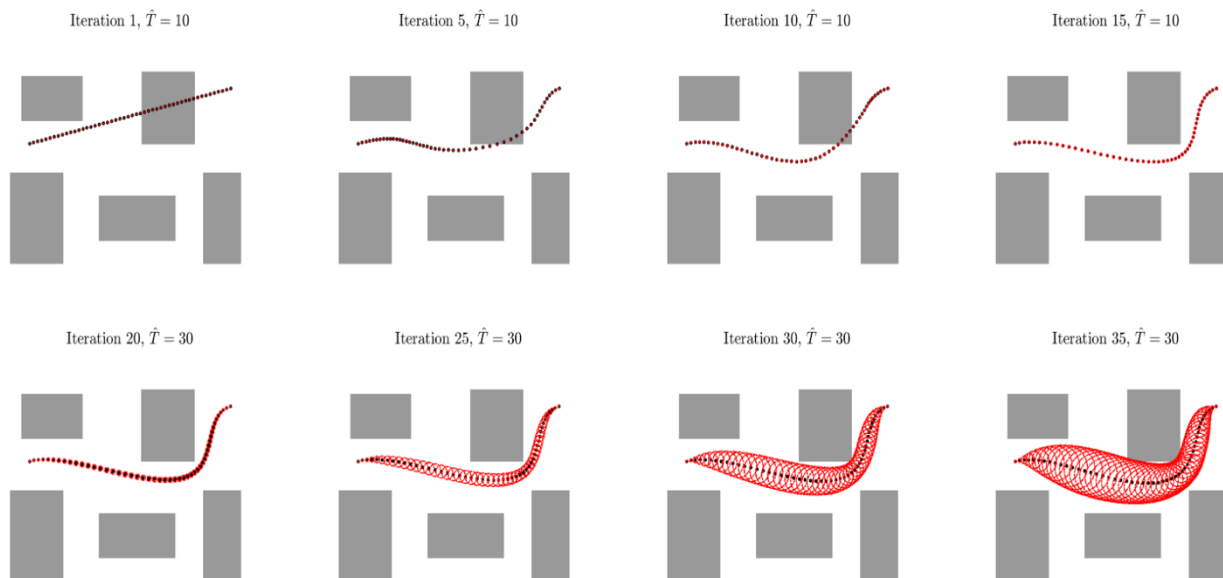 Iteration 1, T̂ = 10
Iteration 5, T̂ = 10
Iteration 10, T̂ = 10
Iteration 15, T̂ = 10
Iteration 20, T̂ = 30
Iteration 25, T̂ = 30
Iteration 30, T̂ = 30
Iteration 35, T̂ = 30